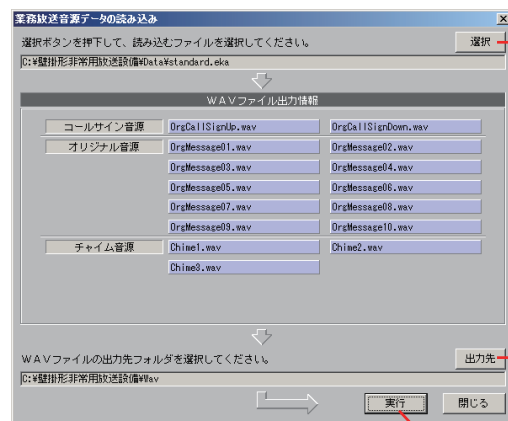 業務放送音源データの読み込み
選択ボタンを押下して、読み込むファイルを選択してください。
選択
C:¥壁掛形非常用放送設備¥Data¥standard.eka
WAVファイル出力情報
コールサイン音源 OrgCallSignUp.wav OrgCallSignDown.wav
オリジナル音源 OrgMessage01.wav OrgMessage02.wav
OrgMessage03.wav OrgMessage04.wav
OrgMessage05.wav OrgMessage06.wav
OrgMessage07.wav OrgMessage08.wav
OrgMessage09.wav OrgMessage10.wav
チャイム音源 Chime1.wav Chime2.wav
Chime3.wav
WAVファイルの出力先フォルダを選択してください。
出力先
C:¥壁掛形非常用放送設備¥Wav
実行 閉じる